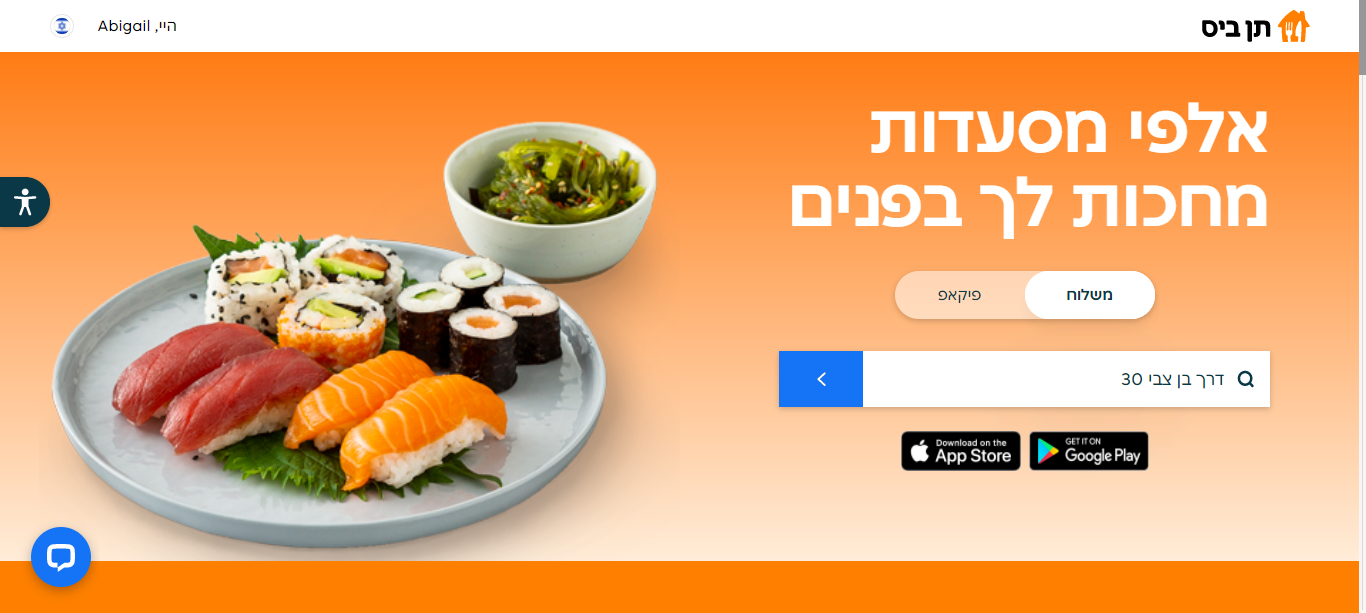 תן ביס
היי, Abigail
אלפי מסעדות
מחכות לך בפנים
משלוח
פיקאפ
דרך בן צבי 30
GET IT ON
Google Play
Download on the
App Store